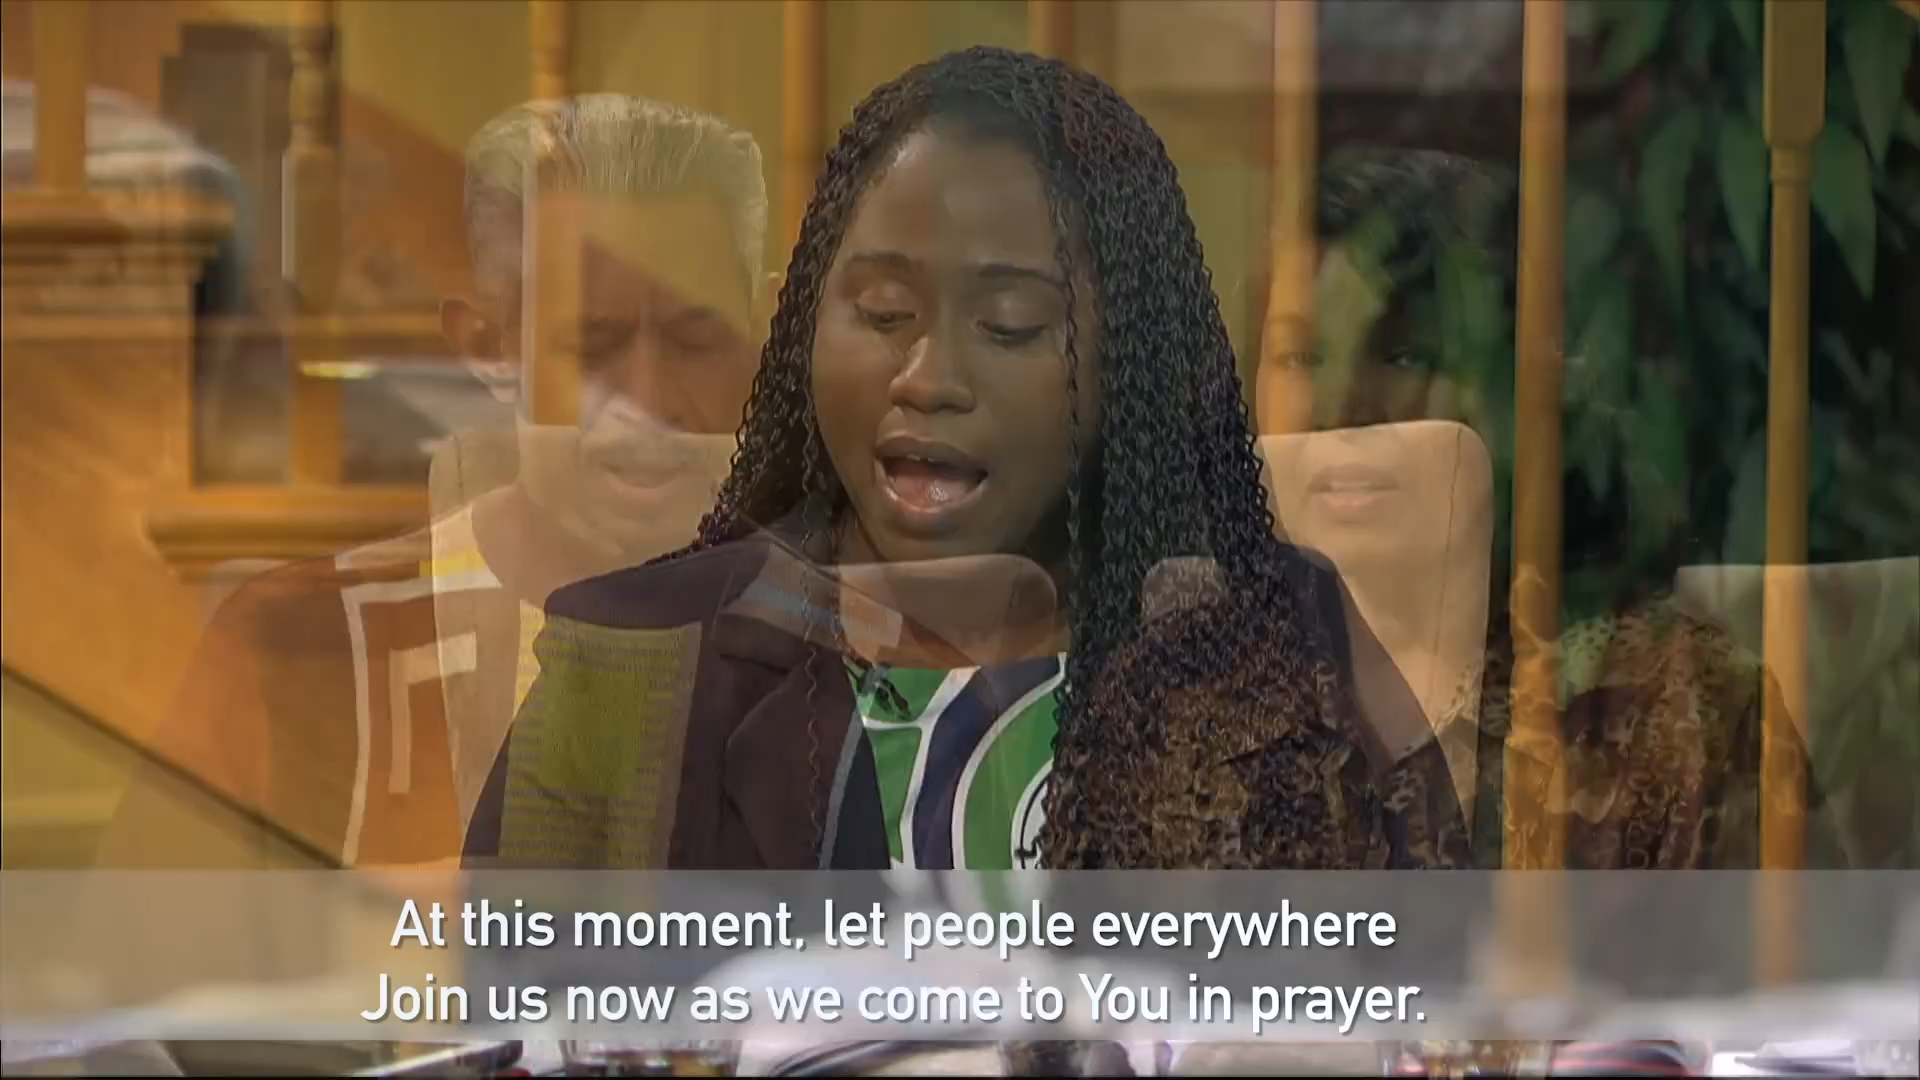 At this moment, let people everywhere
Join us now as we come to You in prayer.